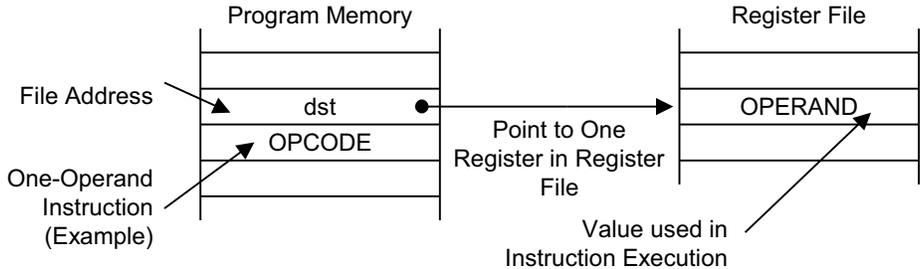 Program Memory
Register File
File Address
dst
OPERAND
OPCODE
Point to One
Register in Register
File
One-Operand
Instruction
(Example)
Value used in
Instruction Execution